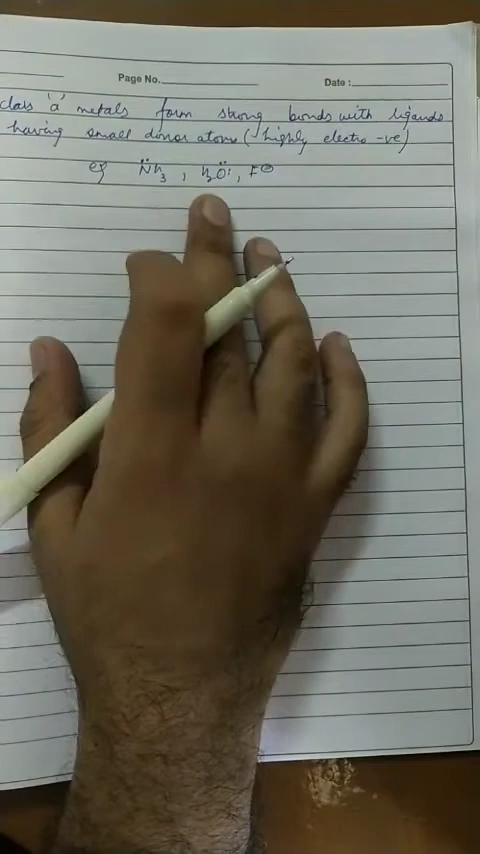 Page No. Date :
class 'a' metals form strong bonds with ligands
having small donor atoms (highly electro -ve)
eg N̈H₃ , H₂Ö: , F⊖